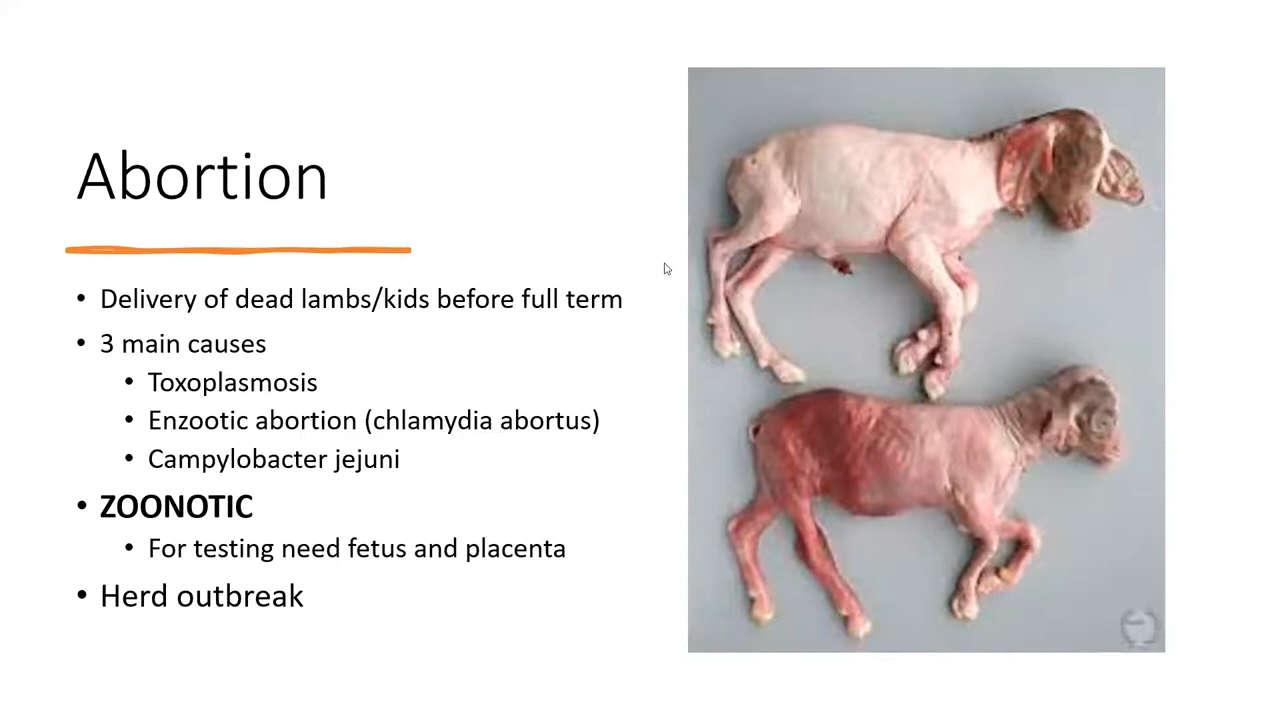 Abortion
• Delivery of dead lambs/kids before full term
• 3 main causes
• Toxoplasmosis
• Enzootic abortion (chlamydia abortus)
• Campylobacter jejuni
• ZOONOTIC
• For testing need fetus and placenta
• Herd outbreak